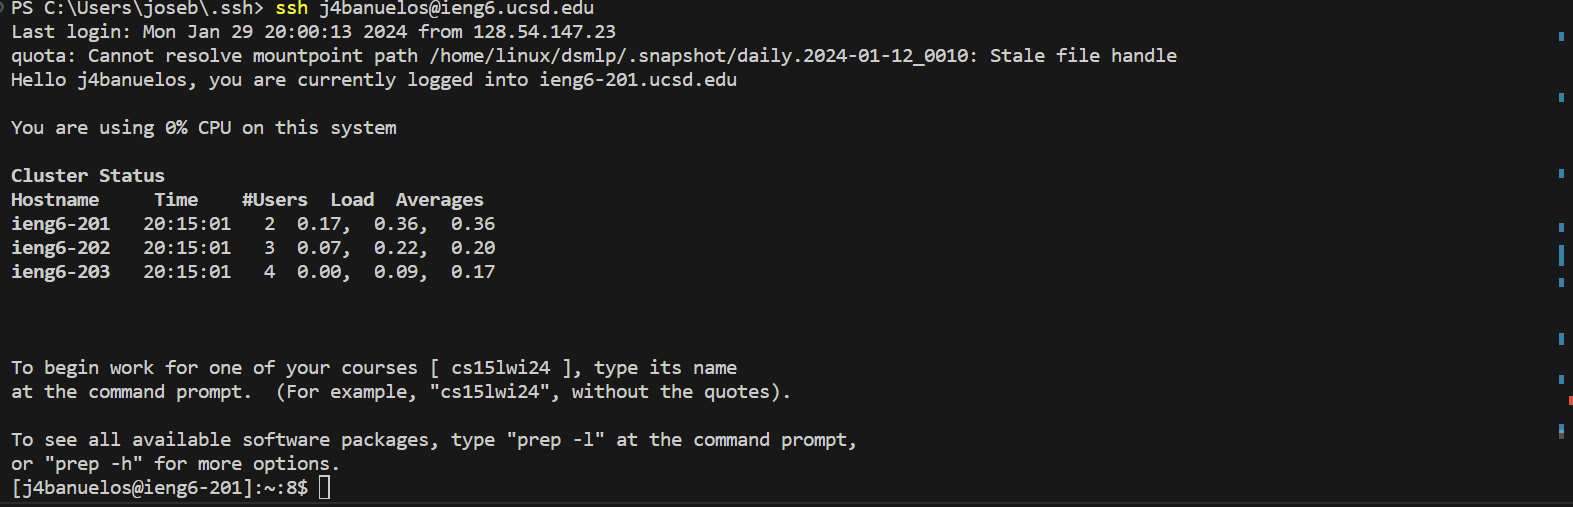 PS C:\Users\joseb\.ssh> ssh j4banuelos@ieng6.ucsd.edu
Last login: Mon Jan 29 20:00:13 2024 from 128.54.147.23
quota: Cannot resolve mountpoint path /home/linux/dsmlp/.snapshot/daily.2024-01-12_0010: Stale file handle
Hello j4banuelos, you are currently logged into ieng6-201.ucsd.edu
You are using 0% CPU on this system
Cluster Status
Hostname     Time    #Users  Load  Averages
ieng6-201   20:15:01   2  0.17,  0.36,  0.36
ieng6-202   20:15:01   3  0.07,  0.22,  0.20
ieng6-203   20:15:01   4  0.00,  0.09,  0.17
To begin work for one of your courses [ cs15lwi24 ], type its name
at the command prompt.  (For example, "cs15lwi24", without the quotes).
To see all available software packages, type "prep -l" at the command prompt,
or "prep -h" for more options.
[j4banuelos@ieng6-201]:~:8$